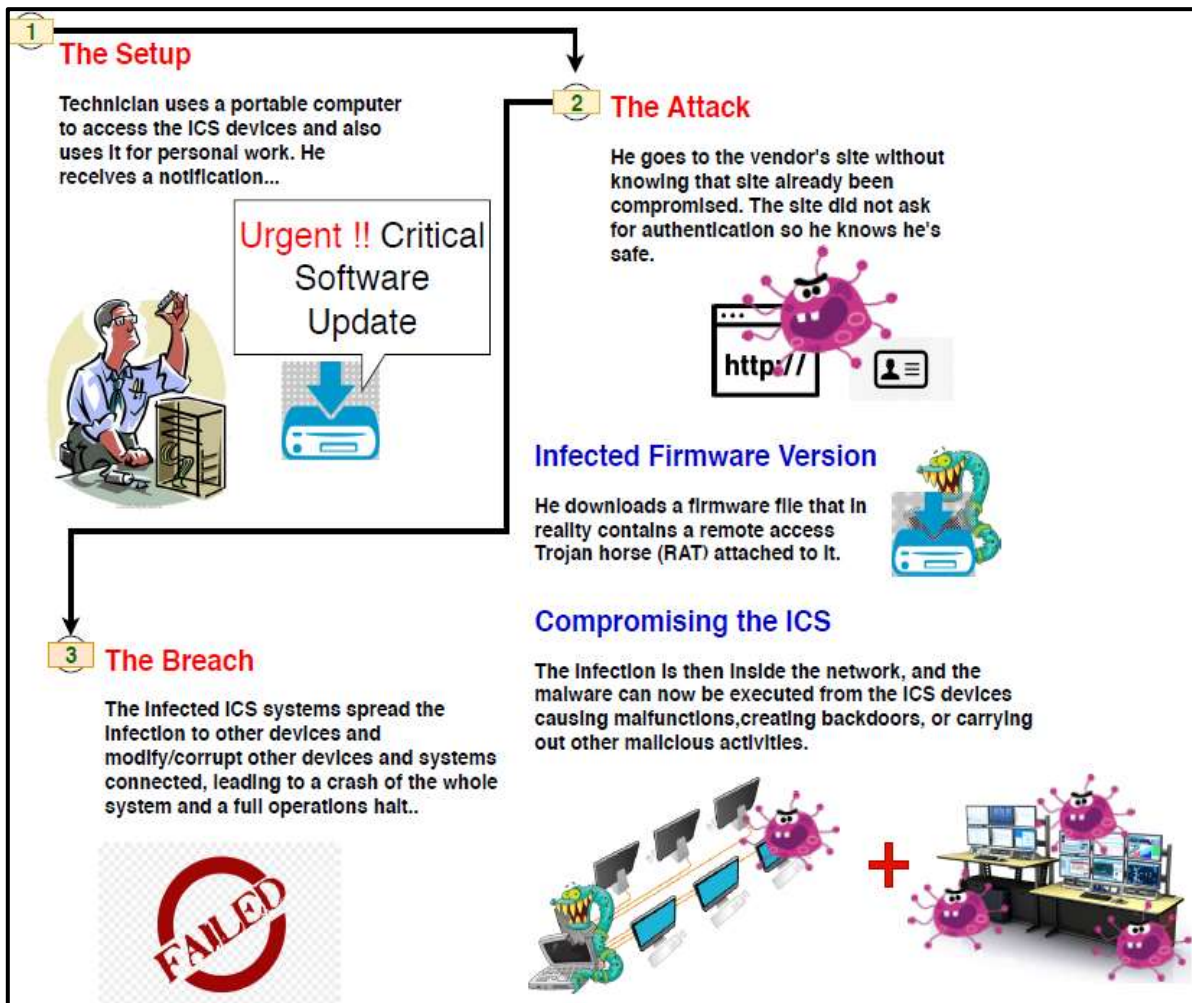 1
The Setup
Technician uses a portable computer
to access the ICS devices and also
uses it for personal work. He
receives a notification...
Urgent !! Critical
Software
Update
2
The Attack
He goes to the vendor's site without
knowing that site already been
compromised. The site did not ask
for authentication so he knows he's
safe.
http://
Infected Firmware Version
He downloads a firmware file that in
reality contains a remote access
Trojan horse (RAT) attached to it.
Compromising the ICS
The infection is then inside the network, and the
malware can now be executed from the ICS devices
causing malfunctions,creating backdoors, or carrying
out other malicious activities.
3
The Breach
The infected ICS systems spread the
infection to other devices and
modify/corrupt other devices and systems
connected, leading to a crash of the whole
system and a full operations halt..
FAILED